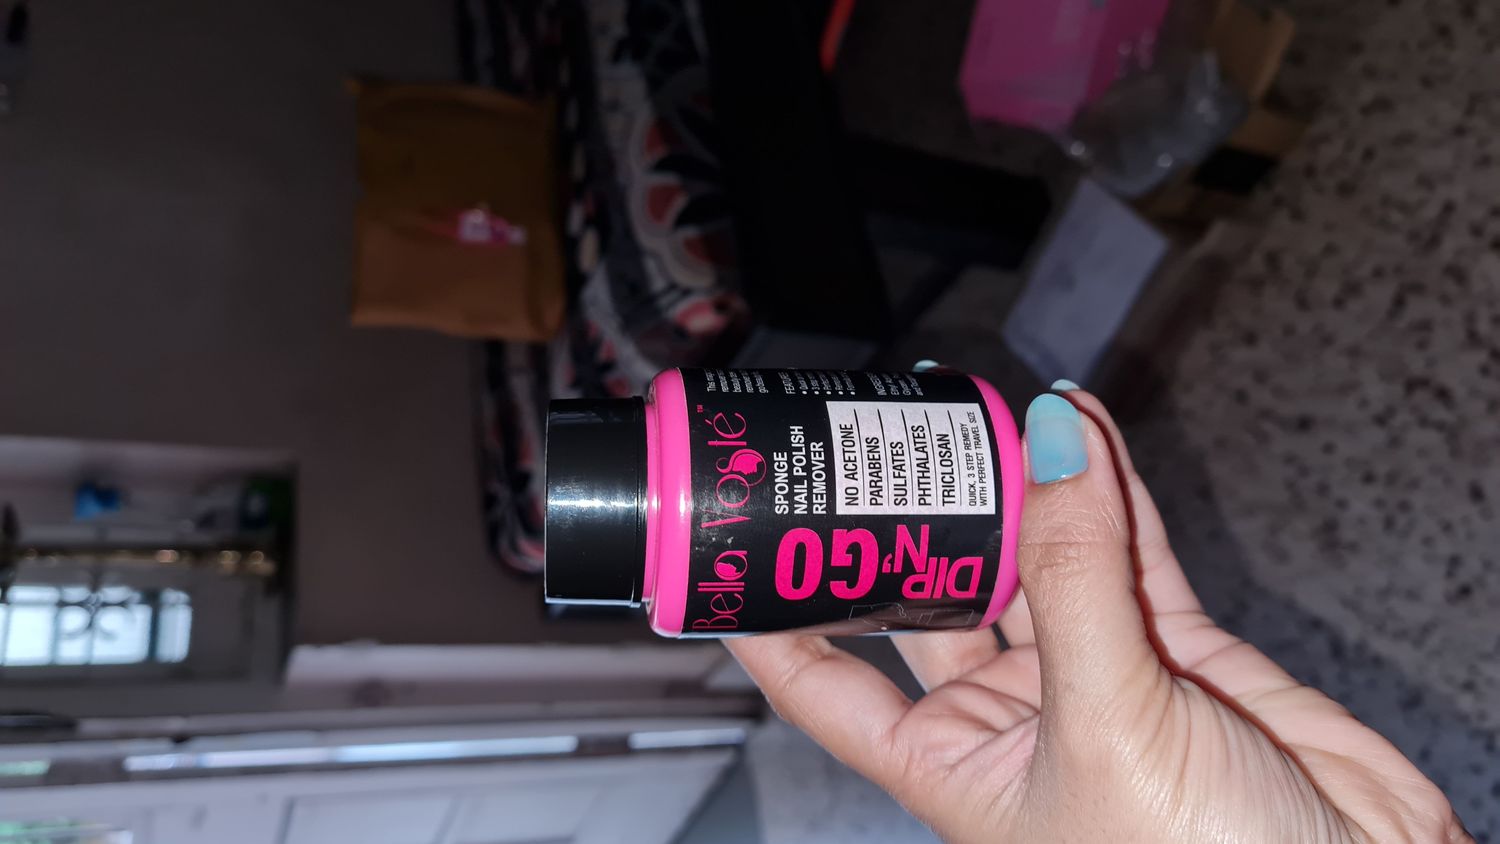 Bella Vosté™
SPONGE
NAIL POLISH
REMOVER
DIP
N'GO
NO ACETONE
PARABENS
SULFATES
PHTHALATES
TRICLOSAN
QUICK, 3 STEP REMEDY
WITH PERFECT TRAVEL SIZE